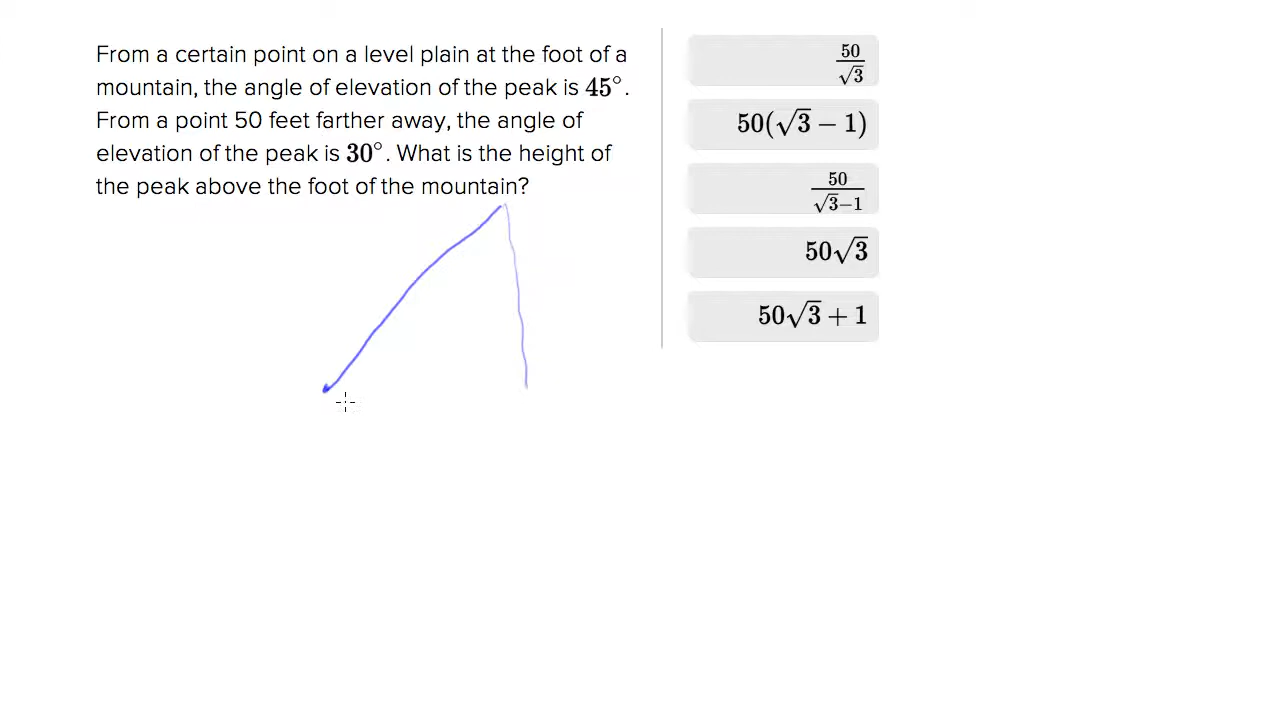 From a certain point on a level plain at the foot of a
mountain, the angle of elevation of the peak is 45°.
From a point 50 feet farther away, the angle of
elevation of the peak is 30°. What is the height of
the peak above the foot of the mountain?
50/√3
50(√3 − 1)
50/(√3−1)
50√3
50√3 + 1